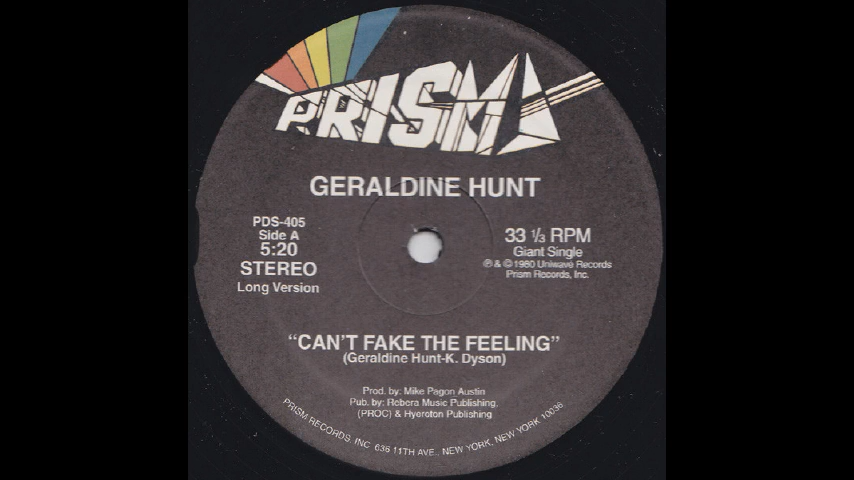 PRISM
GERALDINE HUNT
PDS-405
Side A
5:20
STEREO
Long Version
33 ⅓ RPM
Giant Single
℗ & © 1980 Uniwave Records
Prism Records, Inc.
“CAN'T FAKE THE FEELING”
(Geraldine Hunt-K. Dyson)
Prod. by: Mike Pagon Austin
Pub. by: Robera Music Publishing,
(PROC) & Hyeroton Publishing
PRISM RECORDS, INC 636 11TH AVE., NEW YORK, NEW YORK 10036